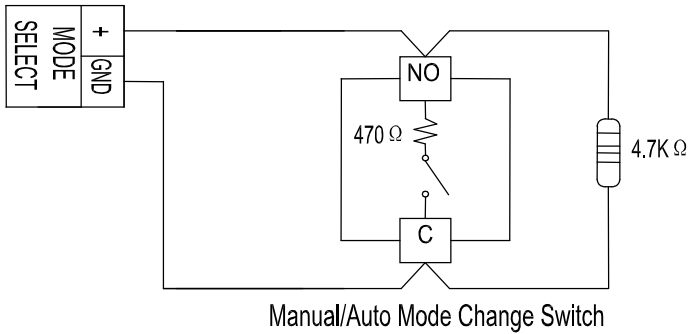 +
GND
MODE
SELECT
NO
470 Ω
4.7K Ω
C
Manual/Auto Mode Change Switch